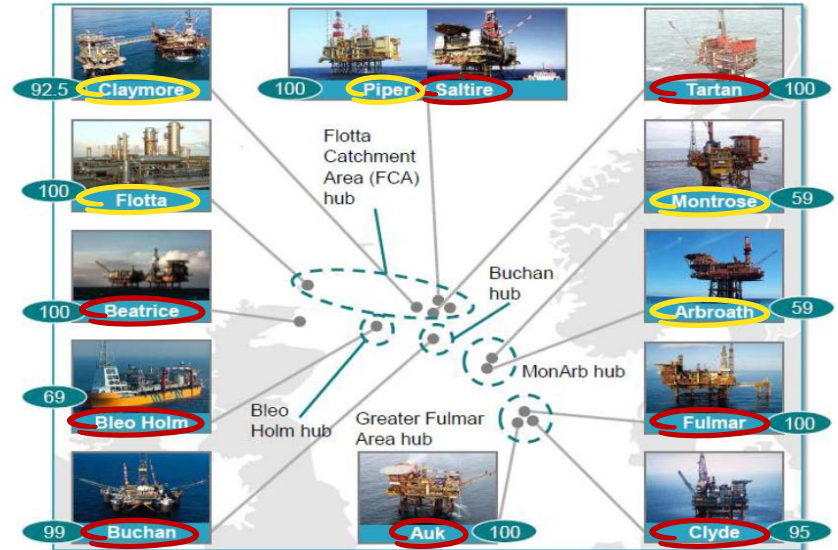 92.5
Claymore
100
Piper
Saltire
Tartan
100
Flotta
Catchment
Area (FCA)
hub
100
Flotta
Montrose
59
Buchan
hub
100
Beatrice
Arbroath
59
69
Bleo Holm
Bleo
Holm hub
MonArb hub
Greater Fulmar
Area hub
Fulmar
100
99
Buchan
Auk
100
Clyde
95